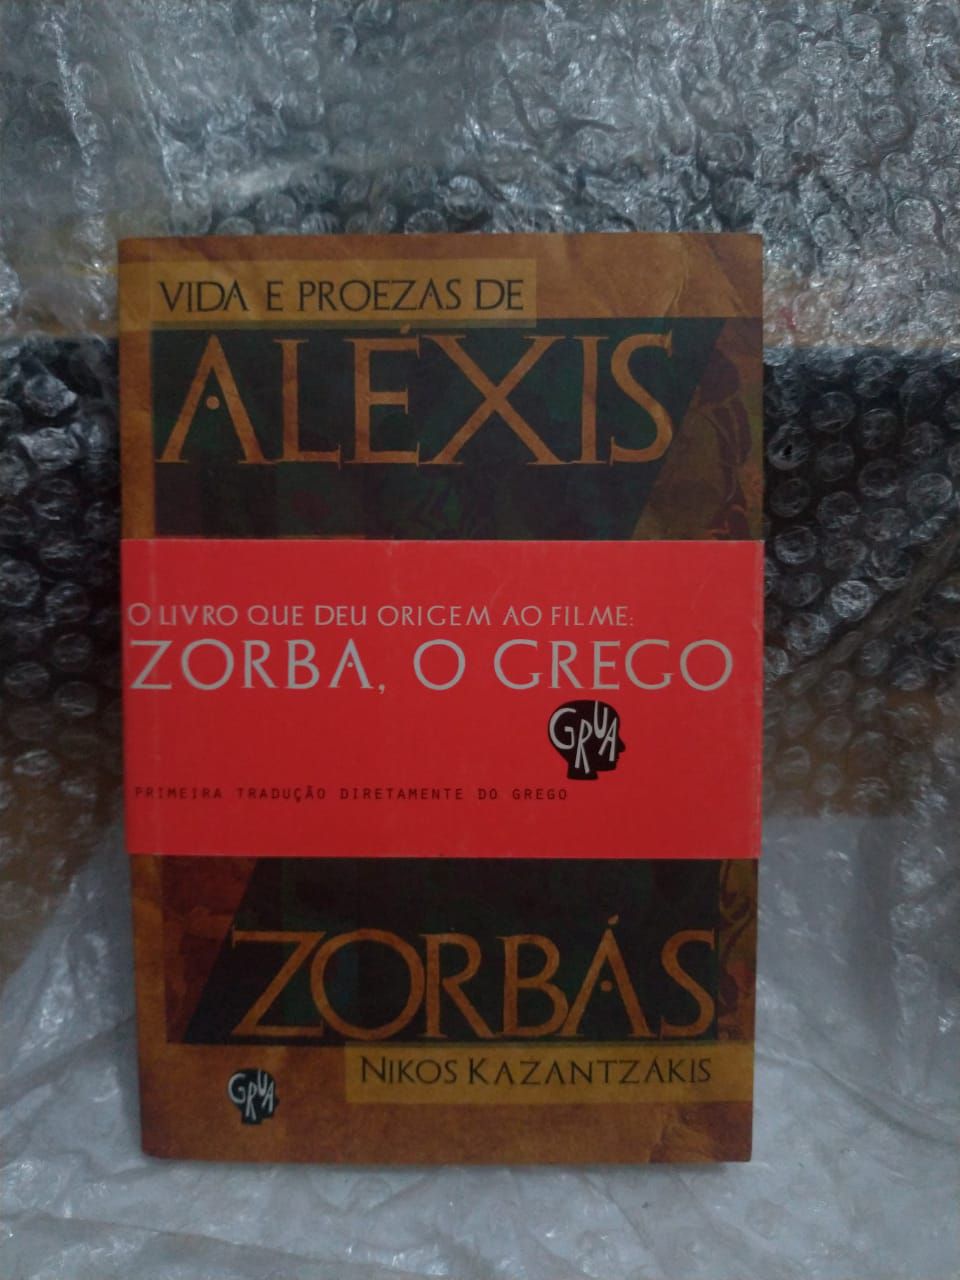 VIDA E PROEZAS DE
ALÉXIS
O LIVRO QUE DEU ORIGEM AO FILME:
ZORBA, O GREGO
GRUA
PRIMEIRA TRADUÇÃO DIRETAMENTE DO GREGO
ZORBÁS
NIKOS KAZANTZÁKIS
GRUA